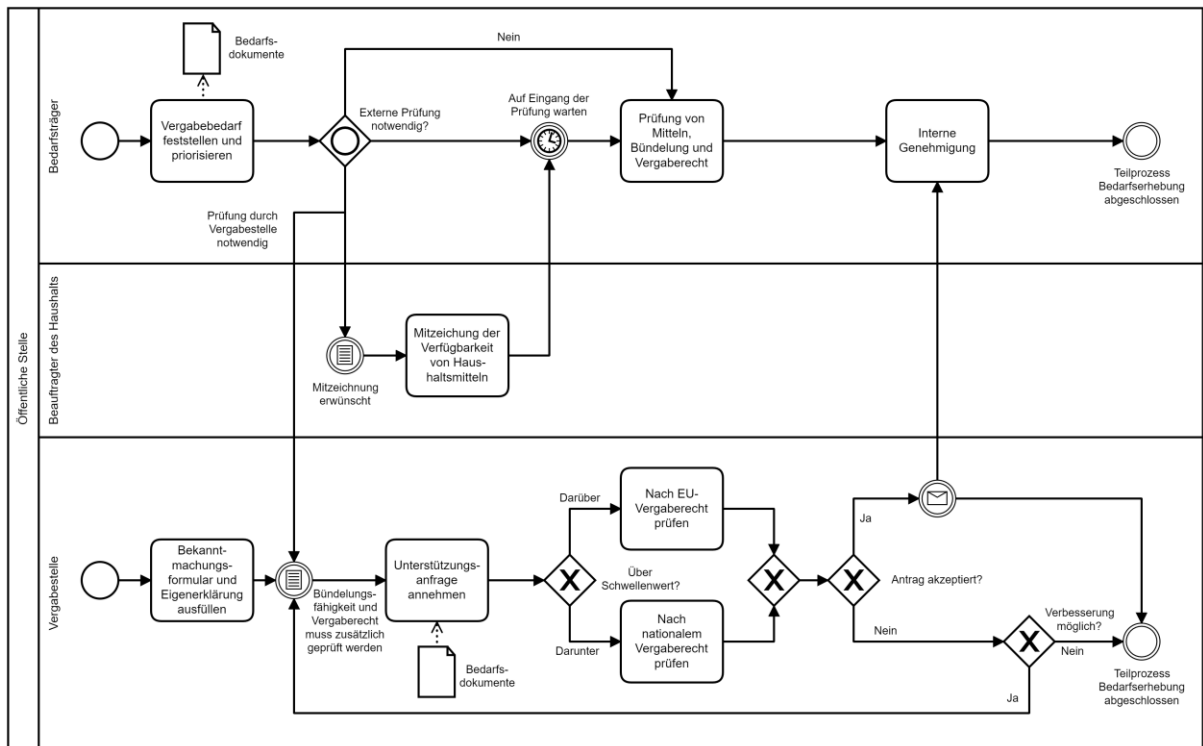 Öffentliche Stelle
Bedarfsträger
Bedarfs-
dokumente
Vergabebedarf
feststellen und
priorisieren
Nein
Externe Prüfung
notwendig?
Auf Eingang der
Prüfung warten
Prüfung von
Mitteln,
Bündelung und
Vergaberecht
Interne
Genehmigung
Teilprozess
Bedarfserhebung
abgeschlossen
Prüfung durch
Vergabestelle
notwendig
Beauftragter des Haushalts
Mitzeichnung
erwünscht
Mitzeichung der
Verfügbarkeit
von Haus-
haltsmitteln
Vergabestelle
Bekannt-
machungs-
formular und
Eigenerklärung
ausfüllen
Bündelungs-
fähigkeit und
Vergaberecht
muss zusätzlich
geprüft werden
Unterstützungs-
anfrage
annehmen
Bedarfs-
dokumente
Darüber
Über
Schwellenwert?
Darunter
Nach EU-
Vergaberecht
prüfen
Nach
nationalem
Vergaberecht
prüfen
Ja
Antrag akzeptiert?
Nein
Verbesserung
möglich?
Nein
Ja
Teilprozess
Bedarfserhebung
abgeschlossen